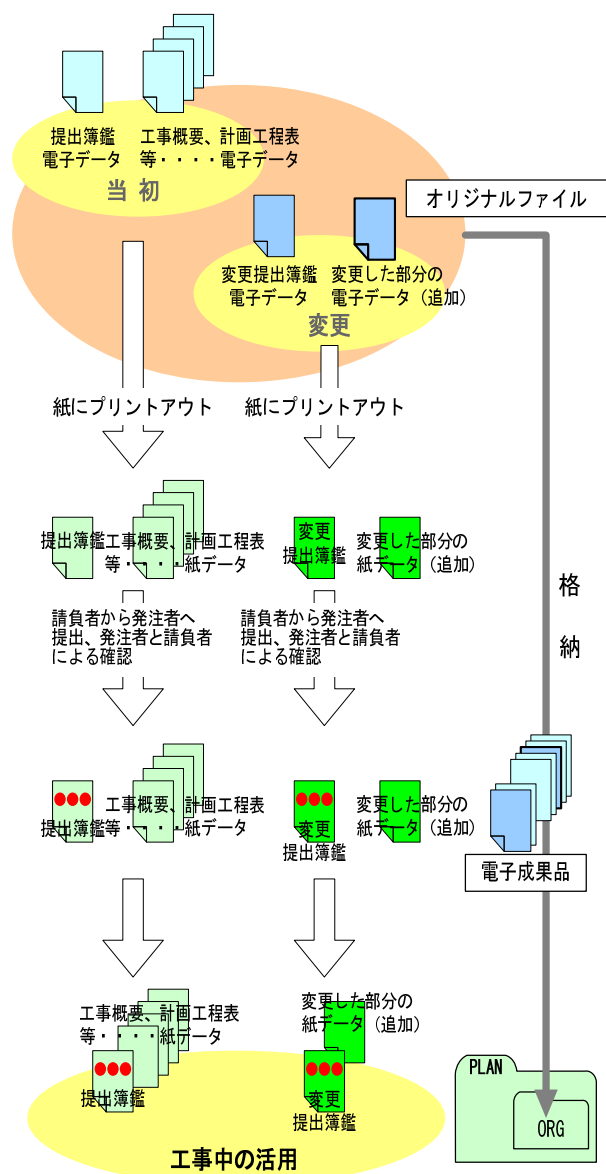 提出簿鑑
電子データ
工事概要、計画工程表
等・・・・電子データ
当 初
オリジナルファイル
変更提出簿鑑
電子データ
変更した部分の
電子データ（追加）
変更
紙にプリントアウト
紙にプリントアウト
提出簿鑑
工事概要、計画工程表
等・・・・紙データ
変更
提出簿鑑
変更した部分の
紙データ（追加）
格
納
請負者から発注者へ
提出、発注者と請負者
による確認
請負者から発注者へ
提出、発注者と請負者
による確認
提出簿鑑
工事概要、計画工程表
等・・・・紙データ
変更
提出簿鑑
変更した部分の
紙データ（追加）
電子成果品
工事概要、計画工程表
等・・・・紙データ
提出簿鑑
変更した部分の
紙データ（追加）
変更
提出簿鑑
工事中の活用
PLAN
ORG